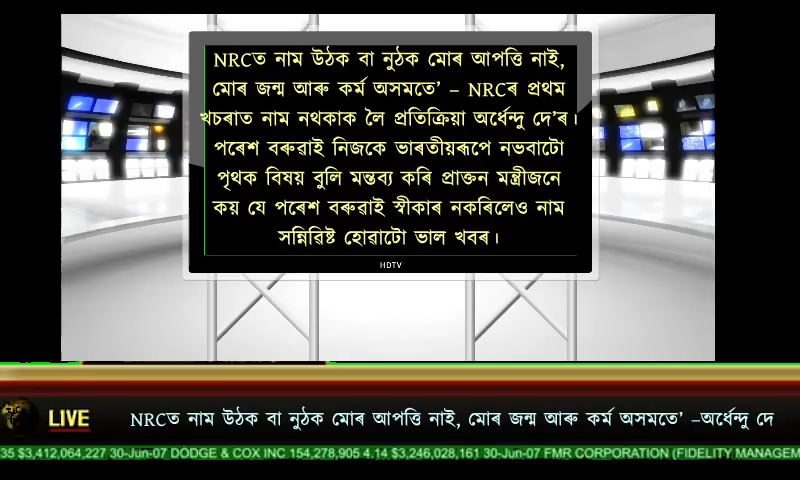 NRCত নাম উঠক বা নুঠক মোৰ আপত্তি নাই,
মোৰ জন্ম আৰু কৰ্ম অসমতে’ – NRCৰ প্ৰথম
খচৰাত নাম নথকাক লৈ প্ৰতিক্ৰিয়া অৰ্ধেন্দু দে’ৰ।
পৰেশ বৰুৱাই নিজকে ভাৰতীয়ৰূপে নভবাটো
পৃথক বিষয় বুলি মন্তব্য কৰি প্ৰাক্তন মন্ত্ৰীজনে
কয় যে পৰেশ বৰুৱাই স্বীকাৰ নকৰিলেও নাম
সন্নিৱিষ্ট হোৱাটো ভাল খবৰ।
HDTV
LIVE NRCত নাম উঠক বা নুঠক মোৰ আপত্তি নাই, মোৰ জন্ম আৰু কৰ্ম অসমতে’ –অৰ্ধেন্দু দে
35 $3,412,064,227 30-Jun-07 DODGE & COX INC 154,278,905 4.14 $3,246,028,161 30-Jun-07 FMR CORPORATION (FIDELITY MANAGEM